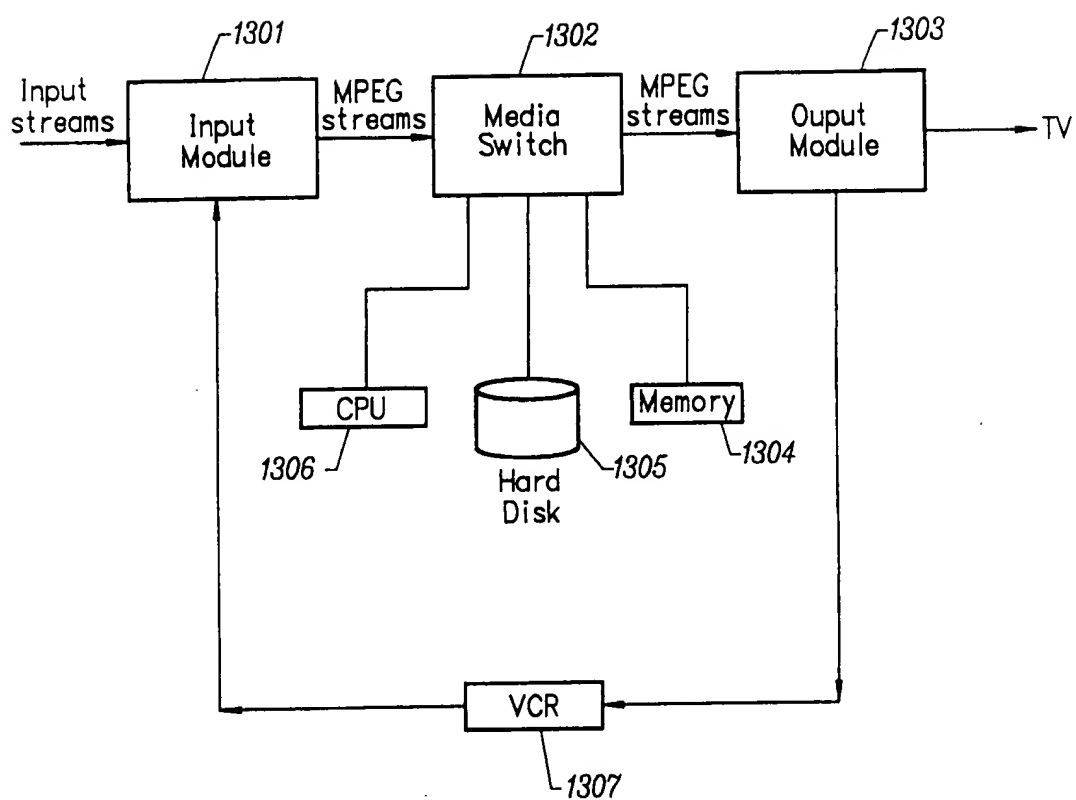 1301
1302
1303
Input
streams
Input
Module
MPEG
streams
Media
Switch
MPEG
streams
Ouput
Module
TV
CPU
1306
Hard
Disk
1305
Memory
1304
VCR
1307